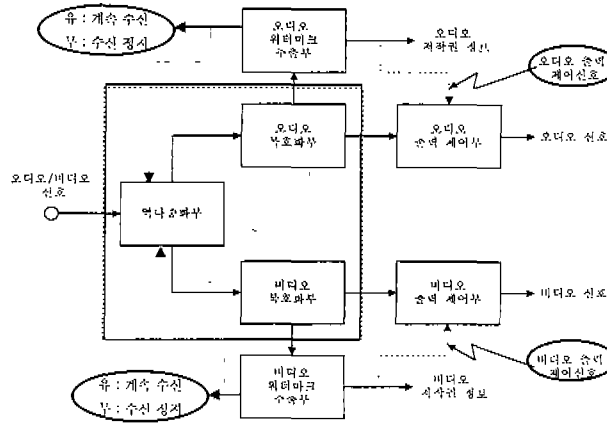 유 : 계속 수신
무 : 수신 정지
오디오
워터마크
추출부
오디오
저작권 정보
오디오 출력
제어신호
오디오
복호화부
오디오
출력 제어부
오디오 신호
오디오/비디오
신호
역다중화부
비디오
복호화부
비디오
출력 제어부
비디오 신호
유 : 계속 수신
무 : 수신 정지
비디오
워터마크
추출부
비디오
저작권 정보
비디오 출력
제어신호